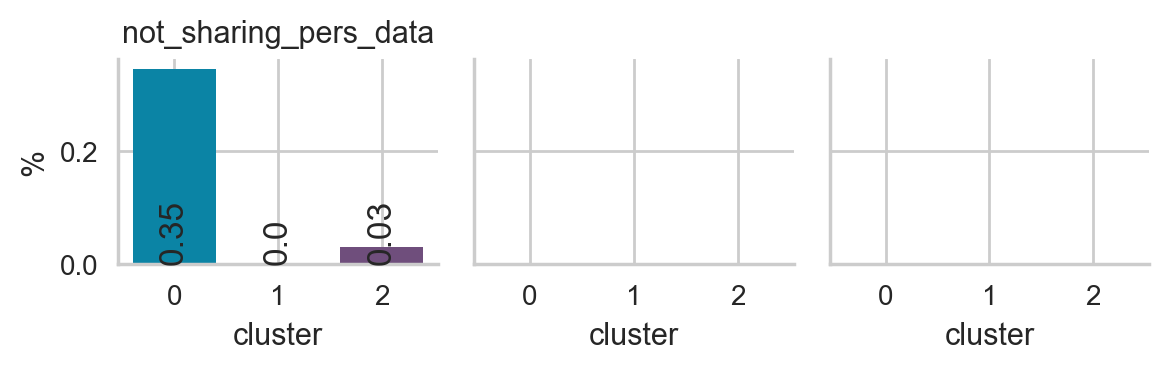 not_sharing_pers_data
%
0.2
0.0
0.35
0.0
0.03
0 1 2
cluster
0 1 2
cluster
0 1 2
cluster